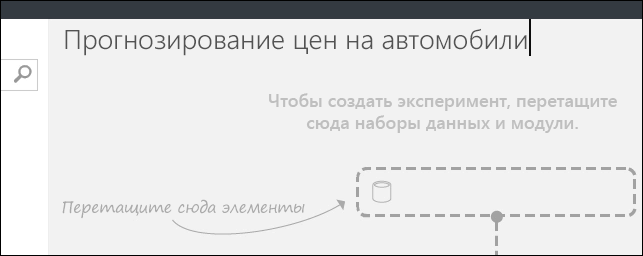 Прогнозирование цен на автомобили
Чтобы создать эксперимент, перетащите
сюда наборы данных и модули.
Перетащите сюда элементы